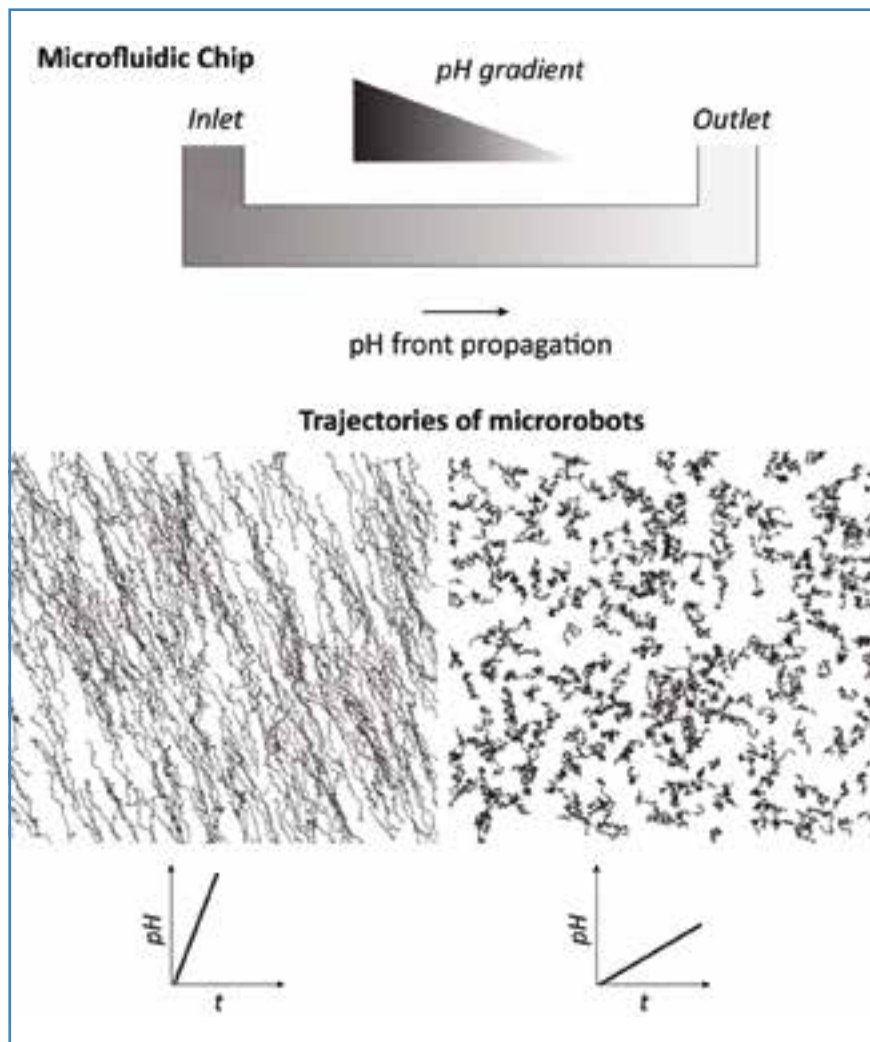 Microfluidic Chip
pH gradient
Inlet
Outlet
pH front propagation
Trajectories of microrobots
pH
t
pH
t